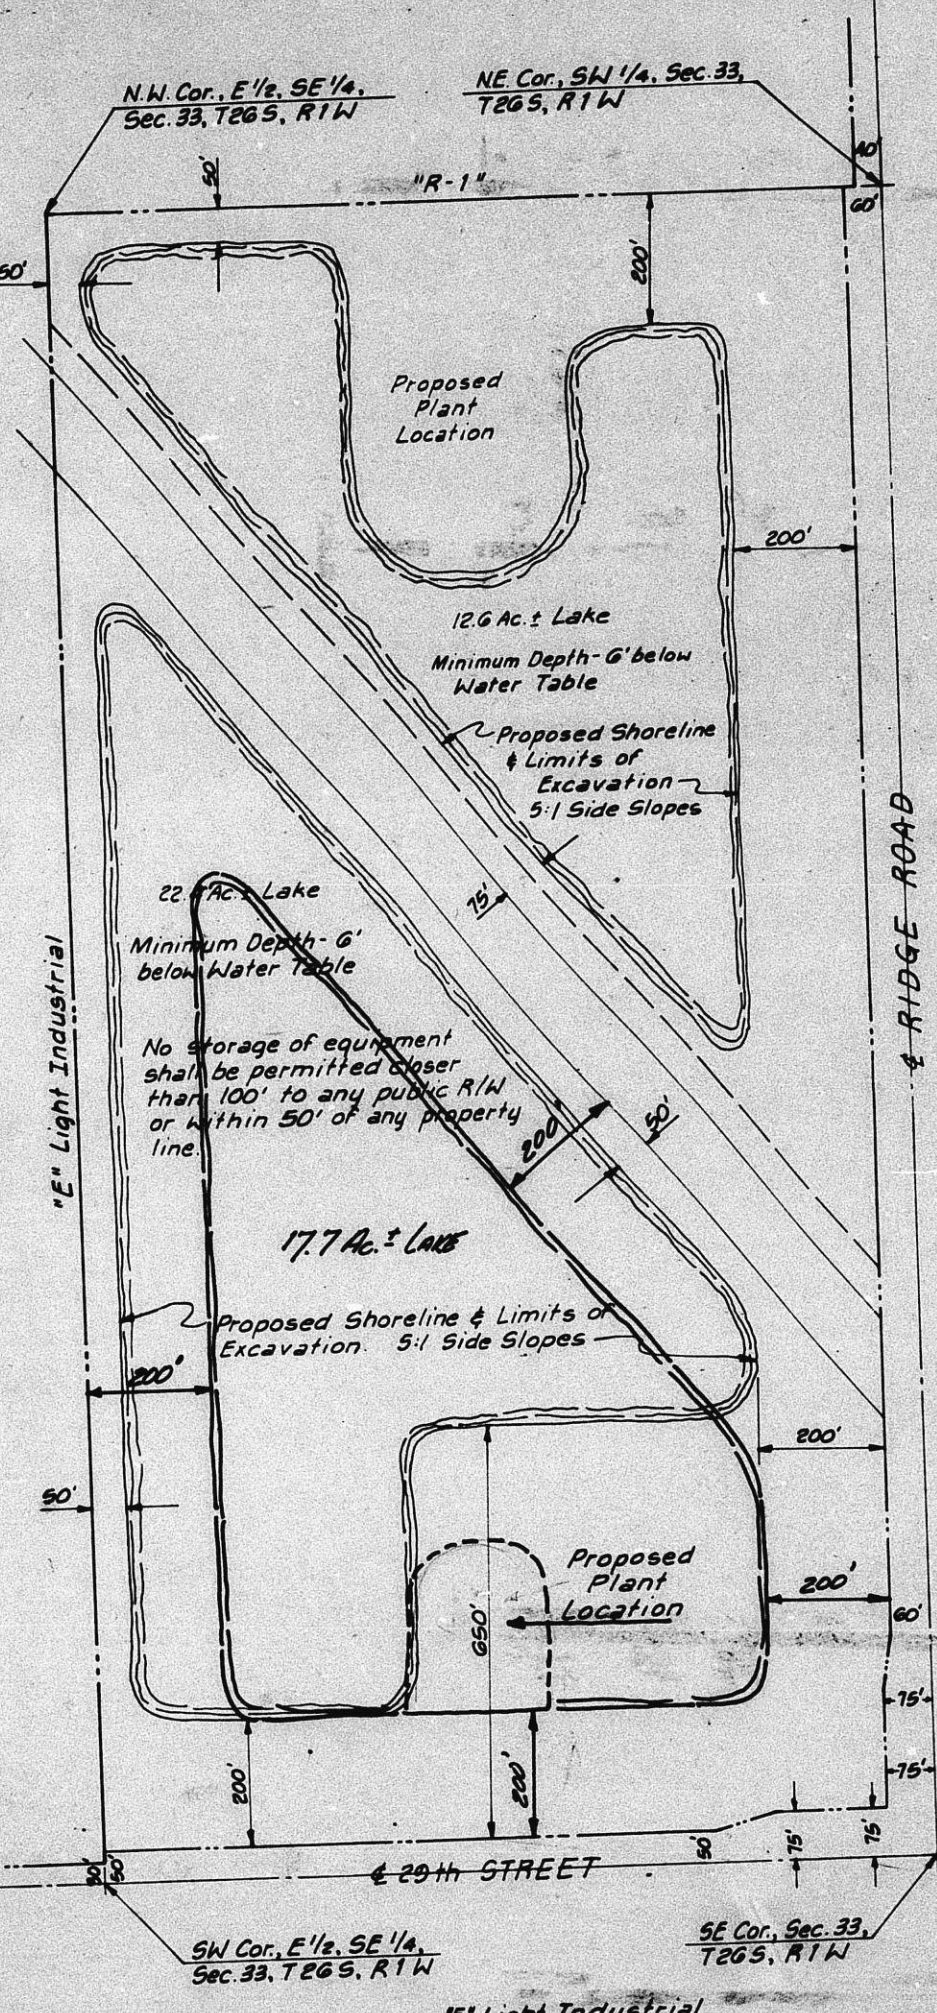 N.W. Cor., E 1/2, SE 1/4,
Sec. 33, T26S, R1W
N.E. Cor., SW 1/4, Sec. 33,
T26S, R1W
50'
"R-1"
40'
60'
50'
200'
Proposed
Plant
Location
200'
12.6 Ac. ± Lake
Minimum Depth - 6' below
Water Table
Proposed Shoreline
& Limits of
Excavation
5:1 Side Slopes
℄ RIDGE ROAD
75'
22. Ac. ± Lake
Minimum Depth - 6'
below Water Table
"E" Light Industrial
No storage of equipment
shall be permitted closer
than 100' to any public R/W
or within 50' of any property
line.
200'
50'
17.7 Ac. ± LAKE
Proposed Shoreline & Limits of
Excavation. 5:1 Side Slopes
200'
200'
50'
Proposed
Plant
Location
200'
60'
650'
75'
75'
200'
200'
50'
75'
75'
50'
℄ 29th STREET
SW Cor., E 1/2, SE 1/4,
Sec. 33, T26S, R1W
SE Cor., Sec. 33,
T26S, R1W
"E" Light Industrial